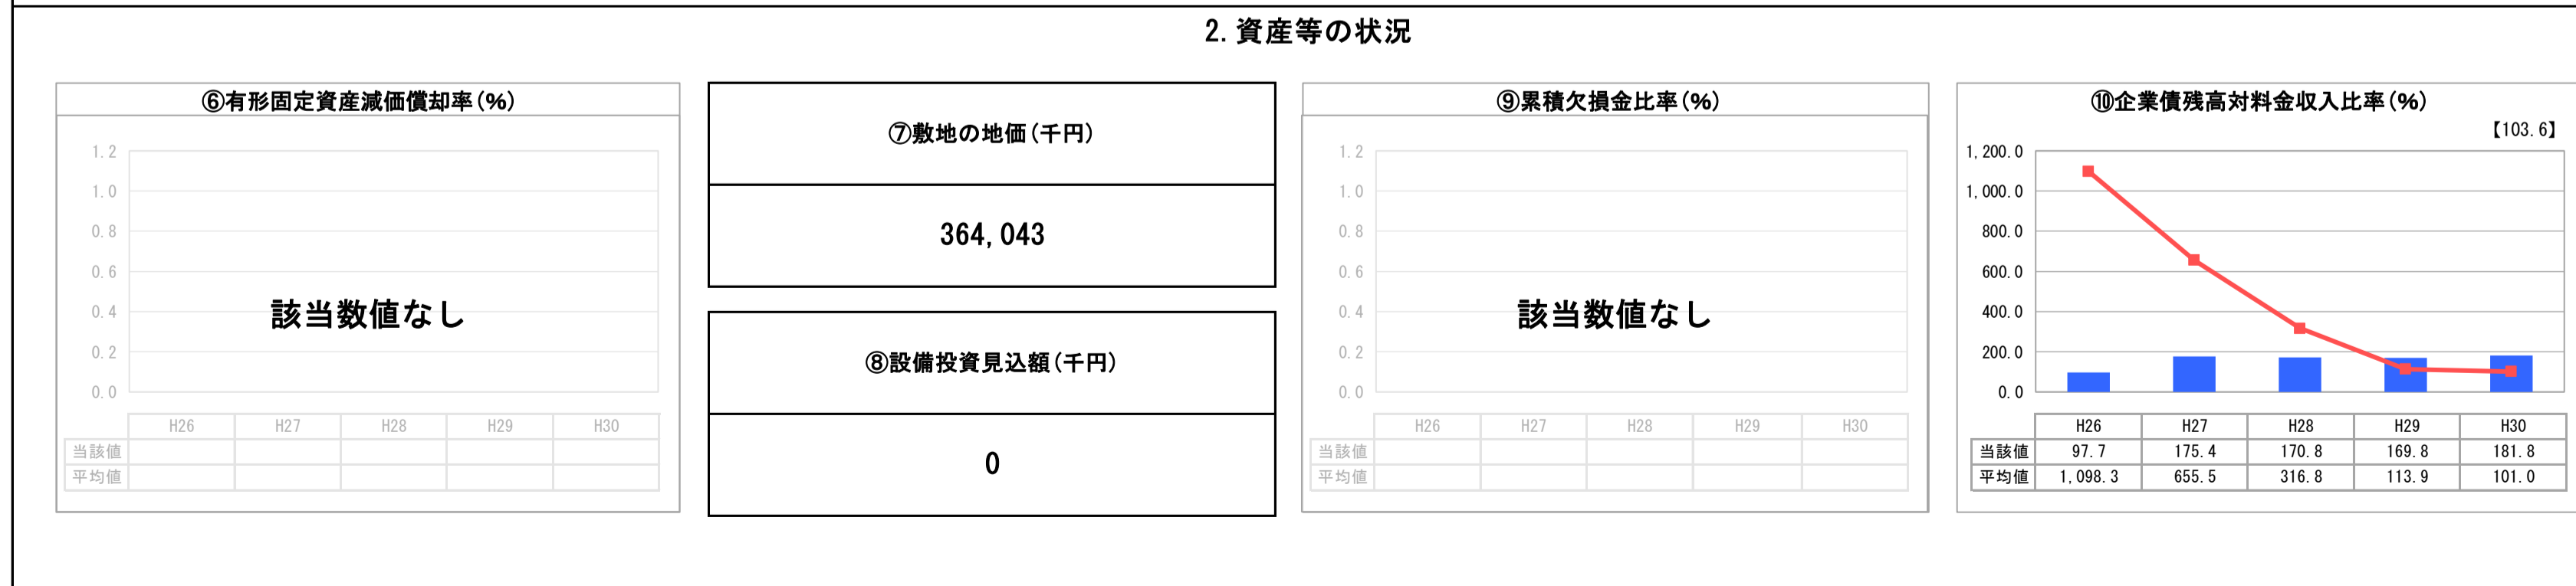 2.資産等の状況
⑥有形固定資産減価償却率(%)
1.2
1.0
0.8
0.6
0.4
0.2
0.0
該当数値なし
H26 H27 H28 H29 H30
当該値
平均値
⑦敷地の地価(千円)
364,043
⑧設備投資見込額(千円)
0
⑨累積欠損金比率(%)
1.2
1.0
0.8
0.6
0.4
0.2
0.0
該当数値なし
H26 H27 H28 H29 H30
当該値
平均値
⑩企業債残高対料金収入比率(%)
【103.6】
1,200.0
1,000.0
800.0
600.0
400.0
200.0
0.0
H26 H27 H28 H29 H30
当該値 97.7 175.4 170.8 169.8 181.8
平均値 1,098.3 655.5 316.8 113.9 101.0